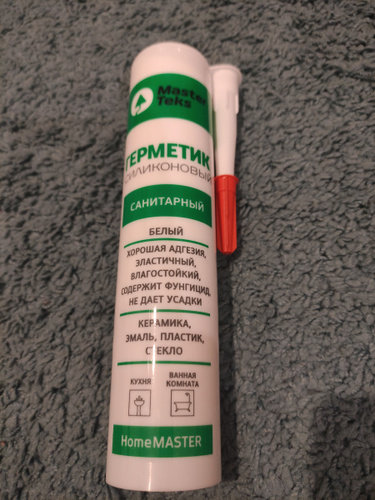 Master
Teks
ГЕРМЕТИК
СИЛИКОНОВЫЙ
САНИТАРНЫЙ
БЕЛЫЙ
ХОРОШАЯ АДГЕЗИЯ,
ЭЛАСТИЧНЫЙ,
ВЛАГОСТОЙКИЙ,
СОДЕРЖИТ ФУНГИЦИД,
НЕ ДАЕТ УСАДКИ
КЕРАМИКА,
ЭМАЛЬ, ПЛАСТИК,
СТЕКЛО
КУХНЯ
ВАННАЯ
КОМНАТА
HomeMASTER